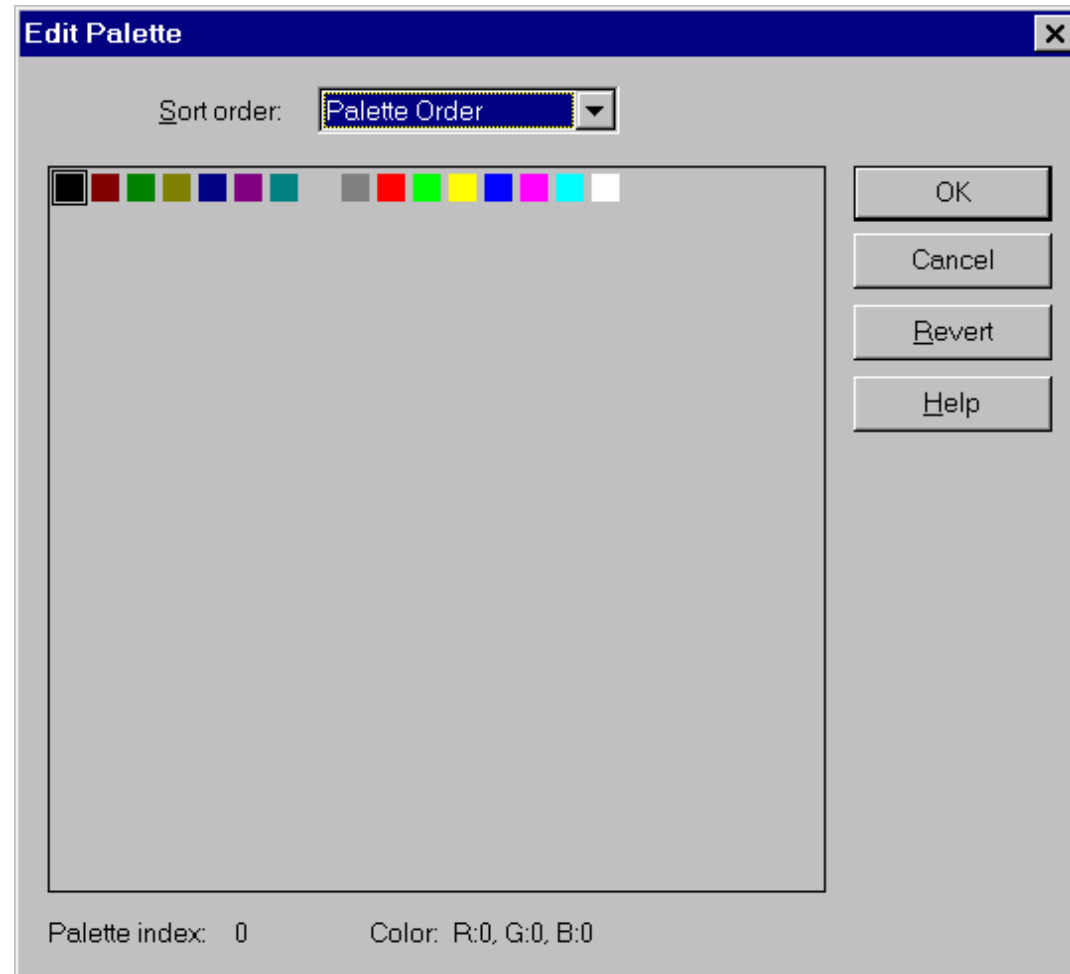 Edit Palette
Sort order: Palette Order
OK
Cancel
Revert
Help
Palette index: 0 Color: R:0, G:0, B:0